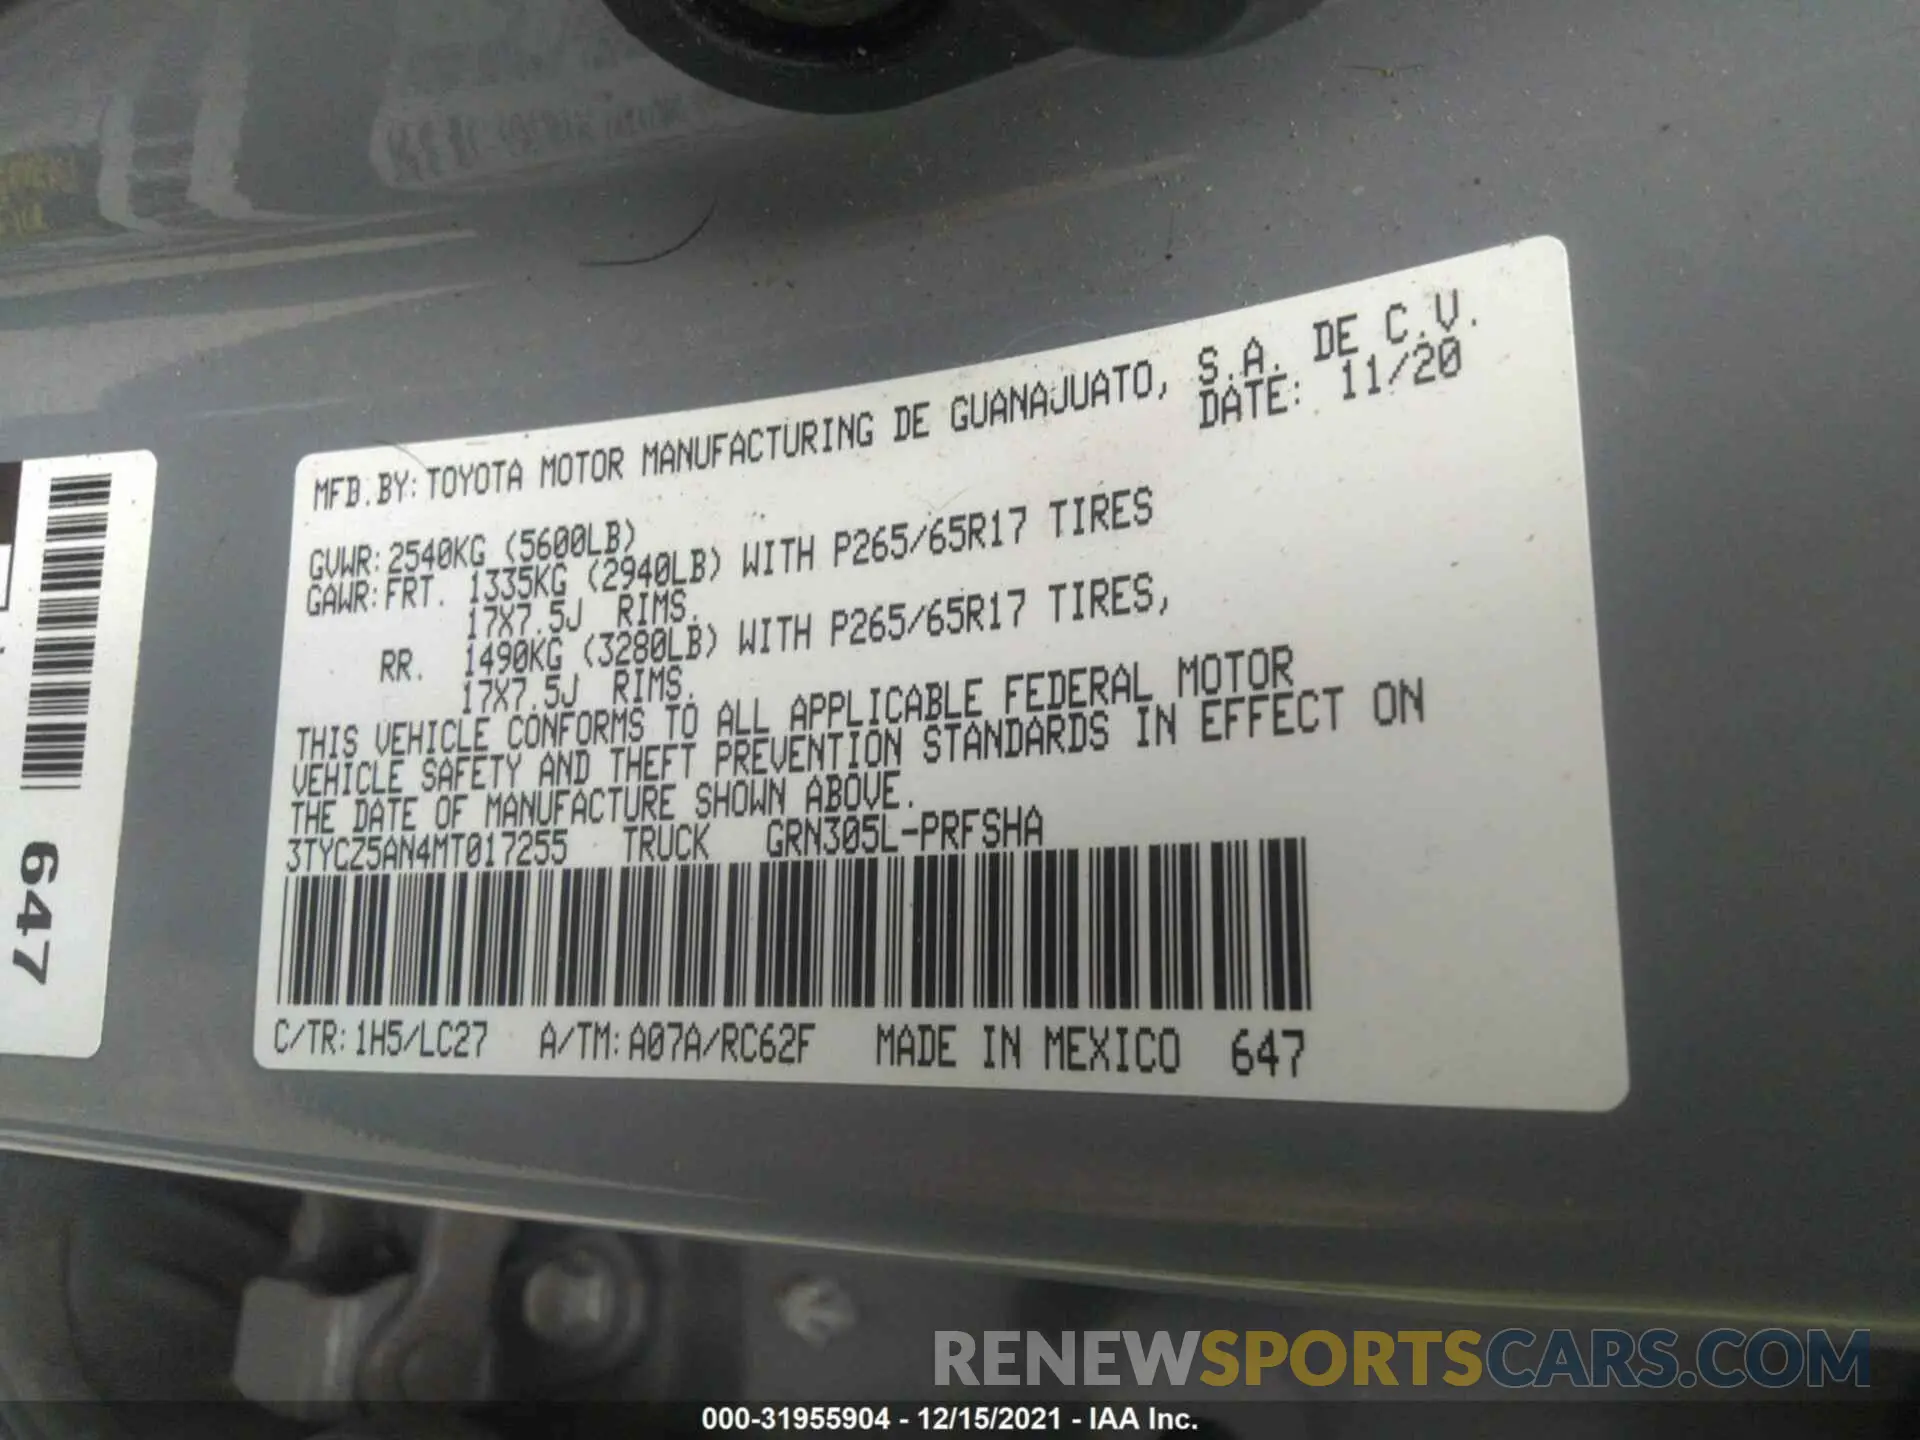 MFD.BY:TOYOTA MOTOR MANUFACTURING DE GUANAJUATO, S.A. DE C.V.
DATE: 11/20
GVWR:2540KG (5600LB)
GAWR:FRT. 1335KG (2940LB) WITH P265/65R17 TIRES
17X7.5J RIMS.
RR. 1490KG (3280LB) WITH P265/65R17 TIRES,
17X7.5J RIMS.
THIS VEHICLE CONFORMS TO ALL APPLICABLE FEDERAL MOTOR
VEHICLE SAFETY AND THEFT PREVENTION STANDARDS IN EFFECT ON
THE DATE OF MANUFACTURE SHOWN ABOVE.
3TYCZ5AN4MT017255 TRUCK GRN305L-PRFSHA
C/TR:1H5/LC27 A/TM:A07A/RC62F MADE IN MEXICO 647
647
RENEWSPORTSCARS.COM
000-31955904 - 12/15/2021 - IAA Inc.